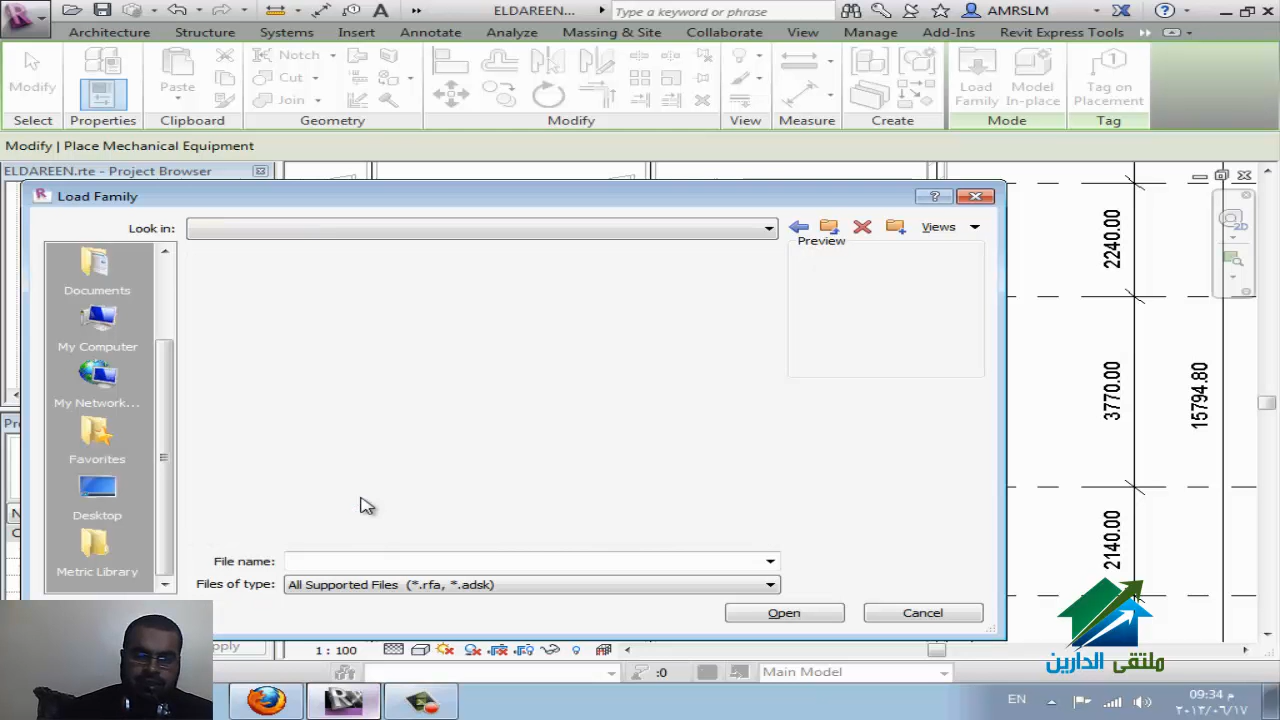 ELDAREEN...
Type a keyword or phrase
AMRSLM
Architecture Structure Systems Insert Annotate Analyze Massing & Site Collaborate View Manage Add-Ins Revit Express Tools
Modify
Paste
Notch
Cut
Join
Load
Family
Model
In-place
Tag on
Placement
Select Properties Clipboard Geometry Modify View Measure Create Mode Tag
Modify | Place Mechanical Equipment
ELDAREEN.rte - Project Browser
Load Family
Look in:
Views
Preview
Documents
My Computer
My Network...
Favorites
Desktop
Metric Library
File name:
Files of type: All Supported Files (*.rfa, *.adsk)
Open Cancel
2240.00
3770.00
15794.80
2140.00
2D
ملتقى الدارين
1 : 100
:0
Main Model
EN
09:34 م
٢٠١٣/٠٦/١٧